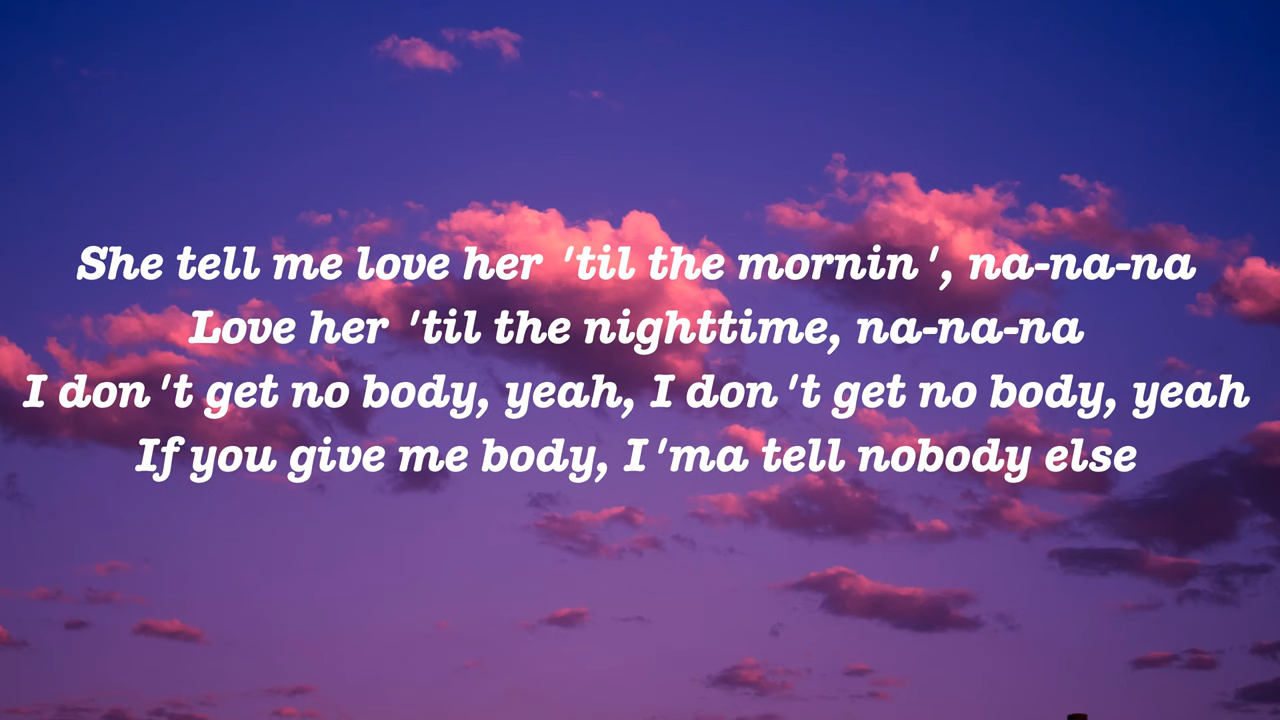 She tell me love her 'til the mornin', na-na-na
Love her 'til the nighttime, na-na-na
I don't get no body, yeah, I don't get no body, yeah
If you give me body, I'ma tell nobody else